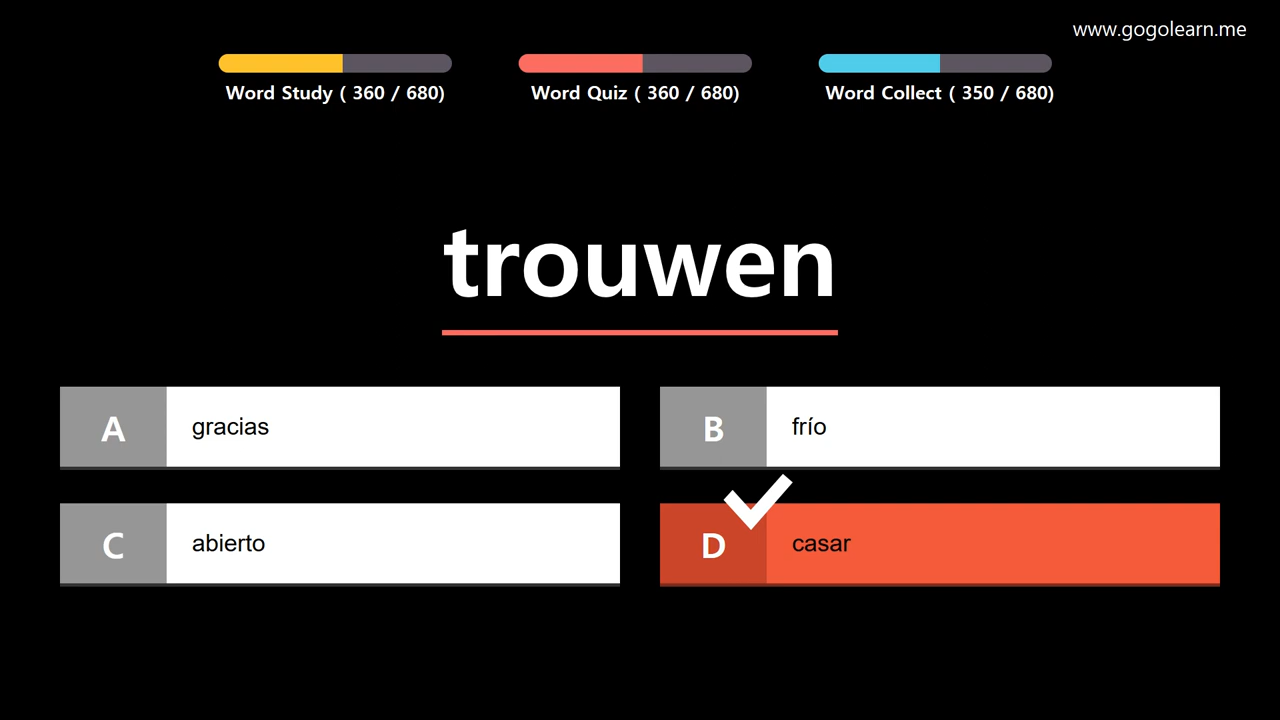 www.gogolearn.me
Word Study ( 360 / 680)
Word Quiz ( 360 / 680)
Word Collect ( 350 / 680)
trouwen
A
gracias
B
frío
C
abierto
D
casar